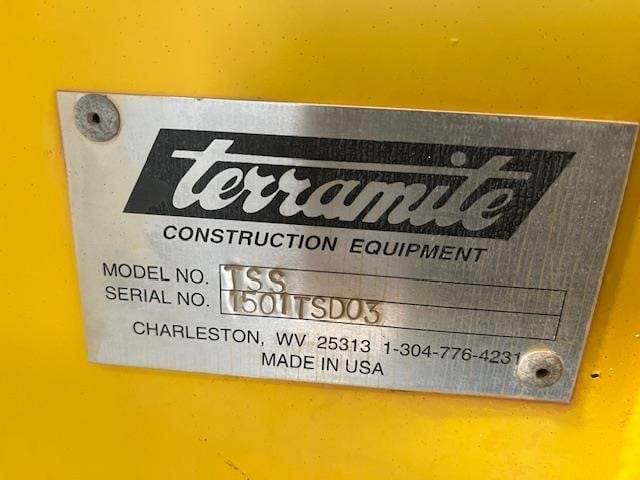 terramite
CONSTRUCTION EQUIPMENT
MODEL NO. TSS
SERIAL NO. 1501TSD03
CHARLESTON, WV 25313 1-304-776-4231
MADE IN USA